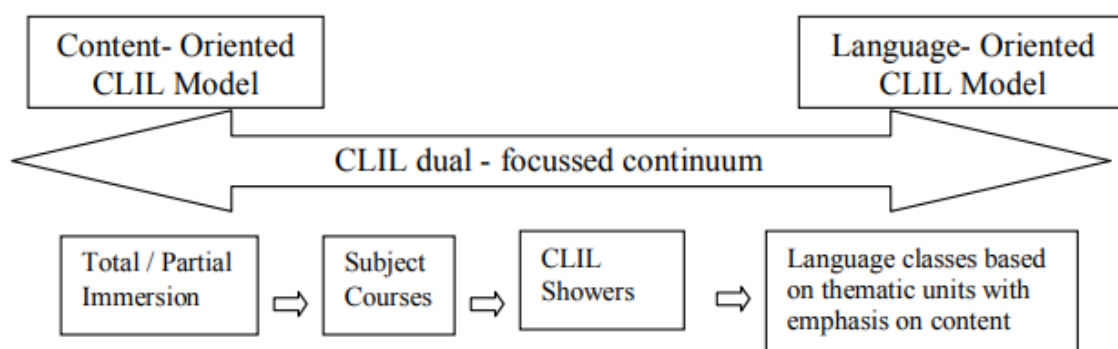 Content- Oriented
CLIL Model
Language- Oriented
CLIL Model
CLIL dual - focussed continuum
Total / Partial
Immersion
Subject
Courses
CLIL
Showers
Language classes based
on thematic units with
emphasis on content